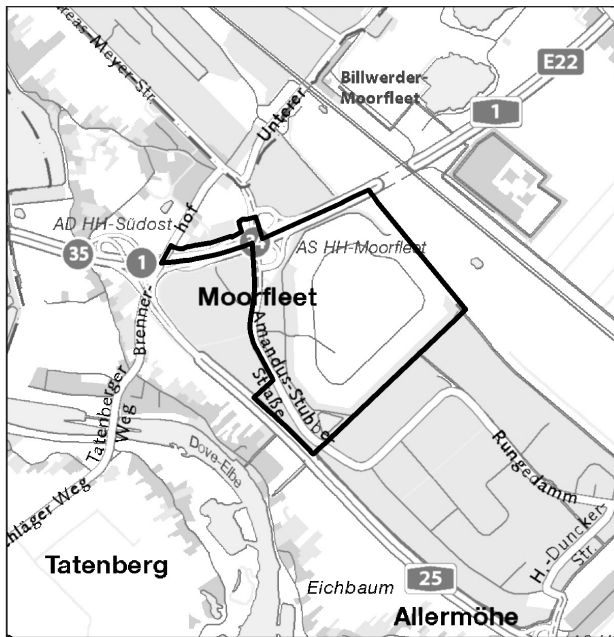 eas-Meyer-Str.
Billwerder-
Moorfleet
E22
1
Unterer
hof
AD HH-Südost
35
1
AS HH-Moorfleet
Moorfleet
Brenner-
Amandus-Stubbe-
Straße
Tatenberger
Weg
Dove-Elbe
chläger Weg
Rungedamm
H.-Duncker-
Str.
Tatenberg
Eichbaum
25
Allermöhe